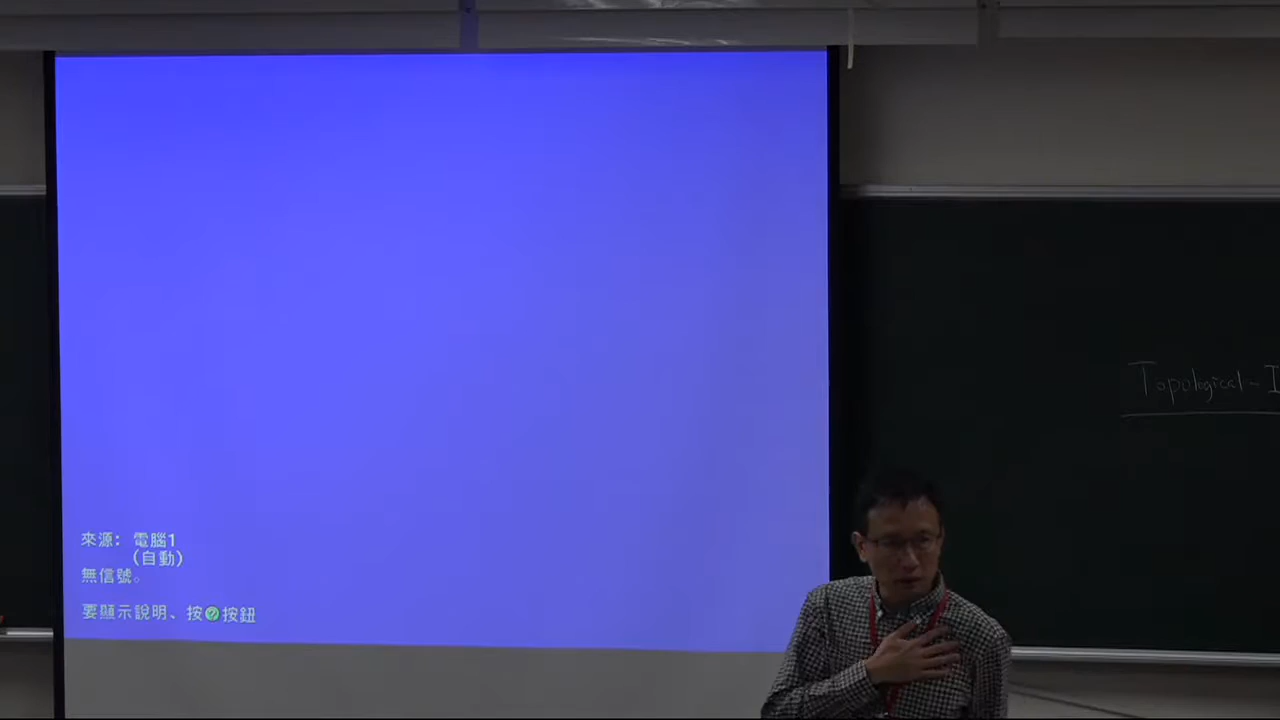 來源: 電腦1
(自動)
無信號。
要顯示說明、按?按鈕
Topological-